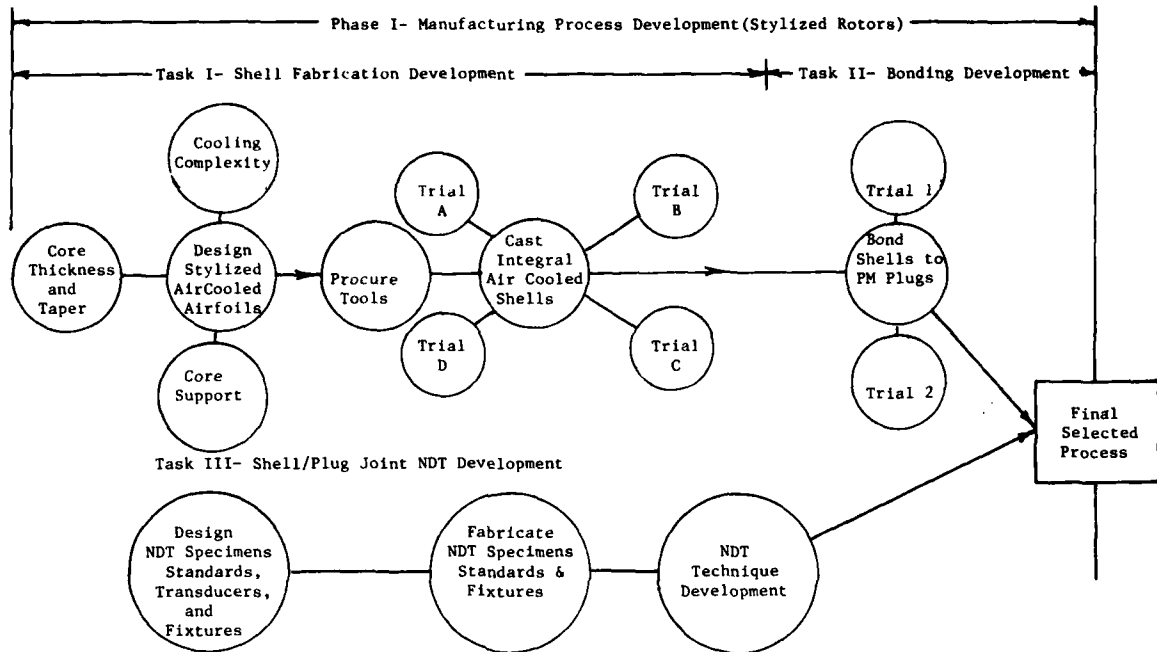 Phase I- Manufacturing Process Development(Stylized Rotors)
Task I- Shell Fabrication Development
Task II- Bonding Development
Cooling
Complexity
Core
Thickness
and
Taper
Design
Stylized
AirCooled
Airfoils
Core
Support
Procure
Tools
Trial
A
Trial
B
Cast
Integral
Air Cooled
Shells
Trial
D
Trial
C
Trial 1
Bond
Shells to
PM Plugs
Trial 2
Final
Selected
Process
Task III- Shell/Plug Joint NDT Development
Design
NDT Specimens
Standards,
Transducers,
and
Fixtures
Fabricate
NDT Specimens
Standards &
Fixtures
NDT
Technique
Development